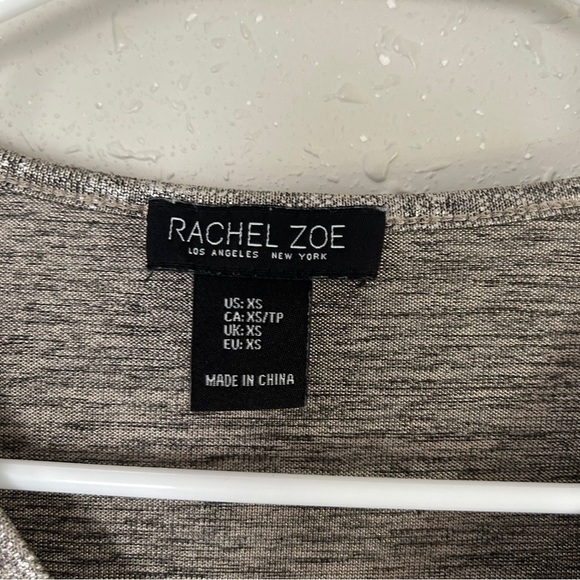 RACHEL ZOE
LOS ANGELES NEW YORK
US: XS
CA: XS/TP
UK: XS
EU: XS
MADE IN CHINA